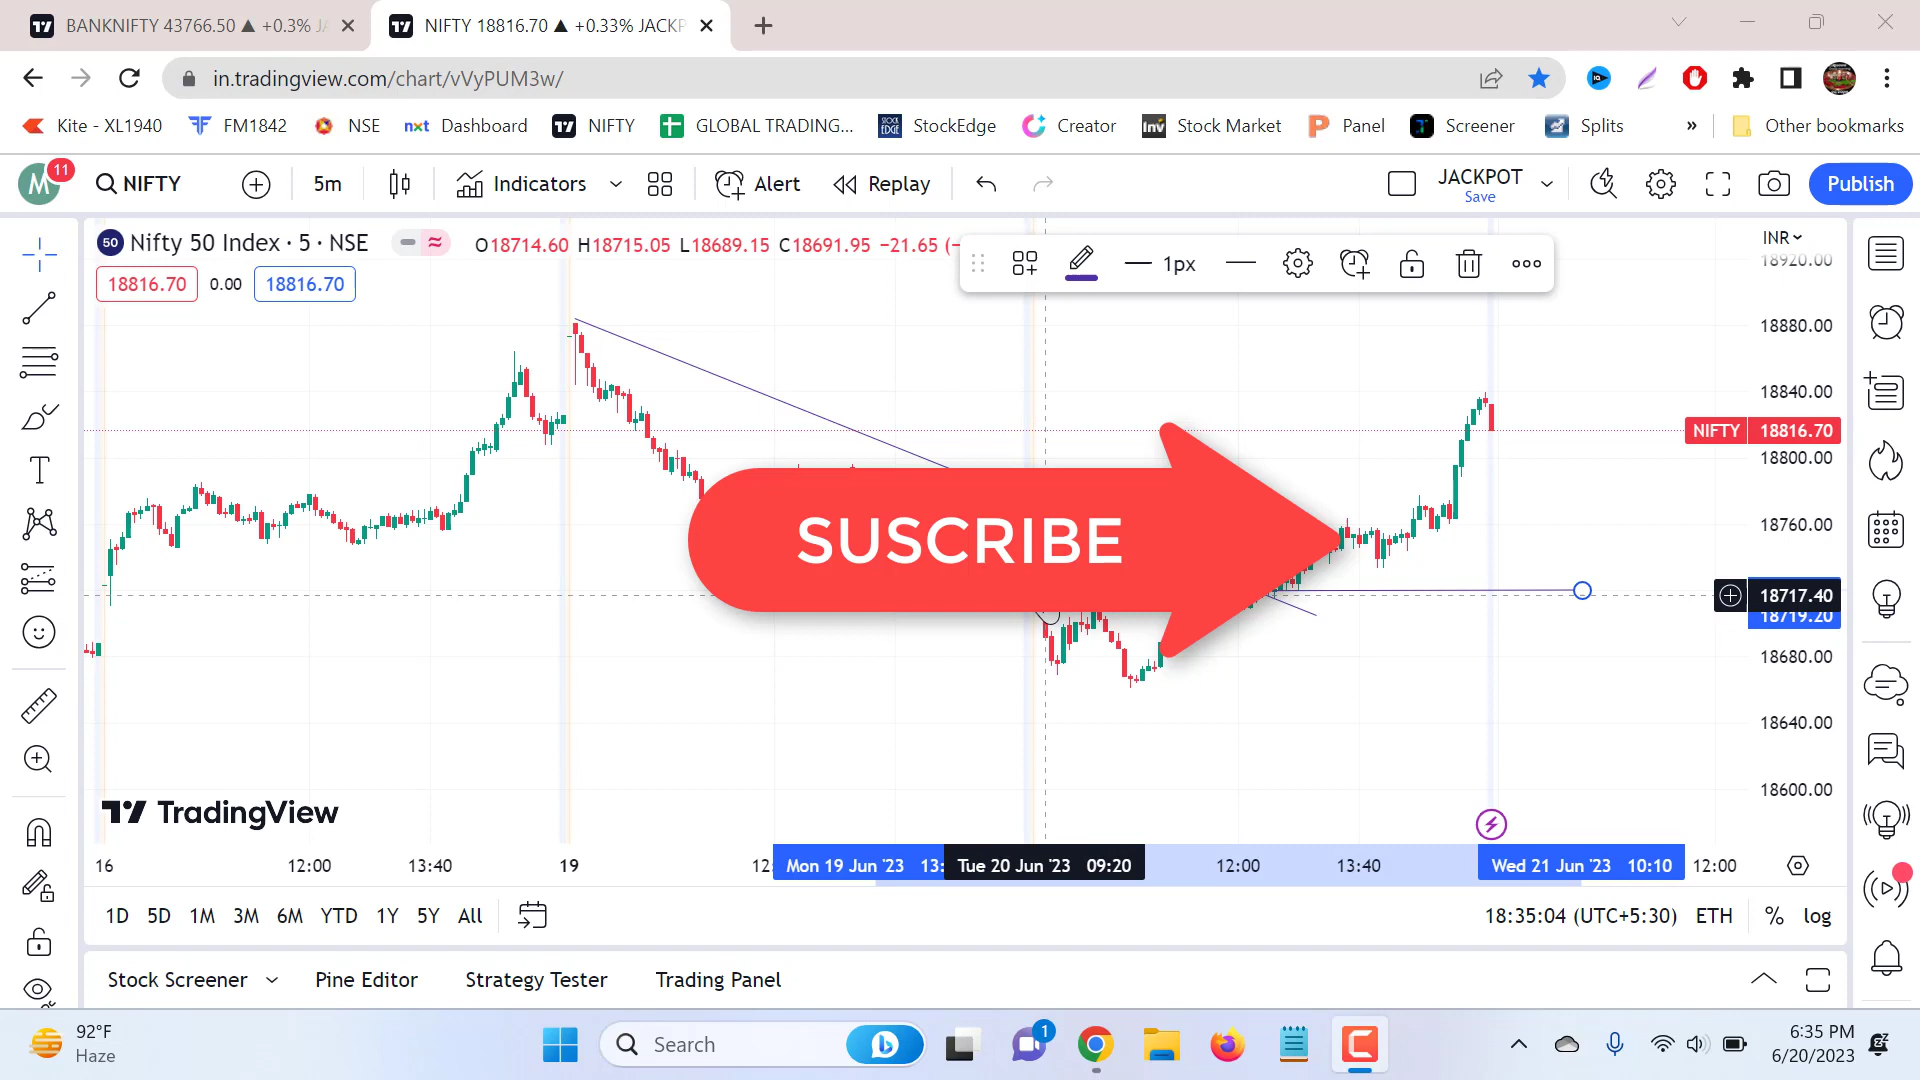 BANKNIFTY 43766.50 ▲ +0.3% JA
NIFTY 18816.70 ▲ +0.33% JACKP
in.tradingview.com/chart/vVyPUM3w/
Kite - XL1940
FM1842
NSE
nxt Dashboard
NIFTY
GLOBAL TRADING...
STOCK EDGE StockEdge
Creator
Inv Stock Market
Panel
Screener
Splits
»
Other bookmarks
M 11
NIFTY
5m
Indicators
Alert
Replay
JACKPOT
Save
Publish
50 Nifty 50 Index · 5 · NSE
O18714.60 H18715.05 L18689.15 C18691.95 −21.65 (−
1px
INR
18816.70 0.00 18816.70
18920.00
18880.00
18840.00
NIFTY 18816.70
18800.00
18760.00
18717.40
18719.20
18680.00
18640.00
18600.00
SUSCRIBE
TradingView
16 12:00 13:40 19 12: Mon 19 Jun '23 13: Tue 20 Jun '23 09:20 12:00 13:40 Wed 21 Jun '23 10:10 12:00
1D 5D 1M 3M 6M YTD 1Y 5Y All
18:35:04 (UTC+5:30) ETH % log
Stock Screener
Pine Editor
Strategy Tester
Trading Panel
92°F
Haze
Search
1
6:35 PM
6/20/2023